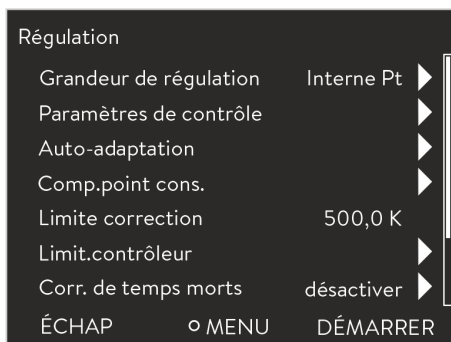 Régulation
Grandeur de régulation Interne Pt
Paramètres de contrôle
Auto-adaptation
Comp.point cons.
Limite correction 500,0 K
Limit.contrôleur
Corr. de temps morts désactiver
ÉCHAP MENU DÉMARRER